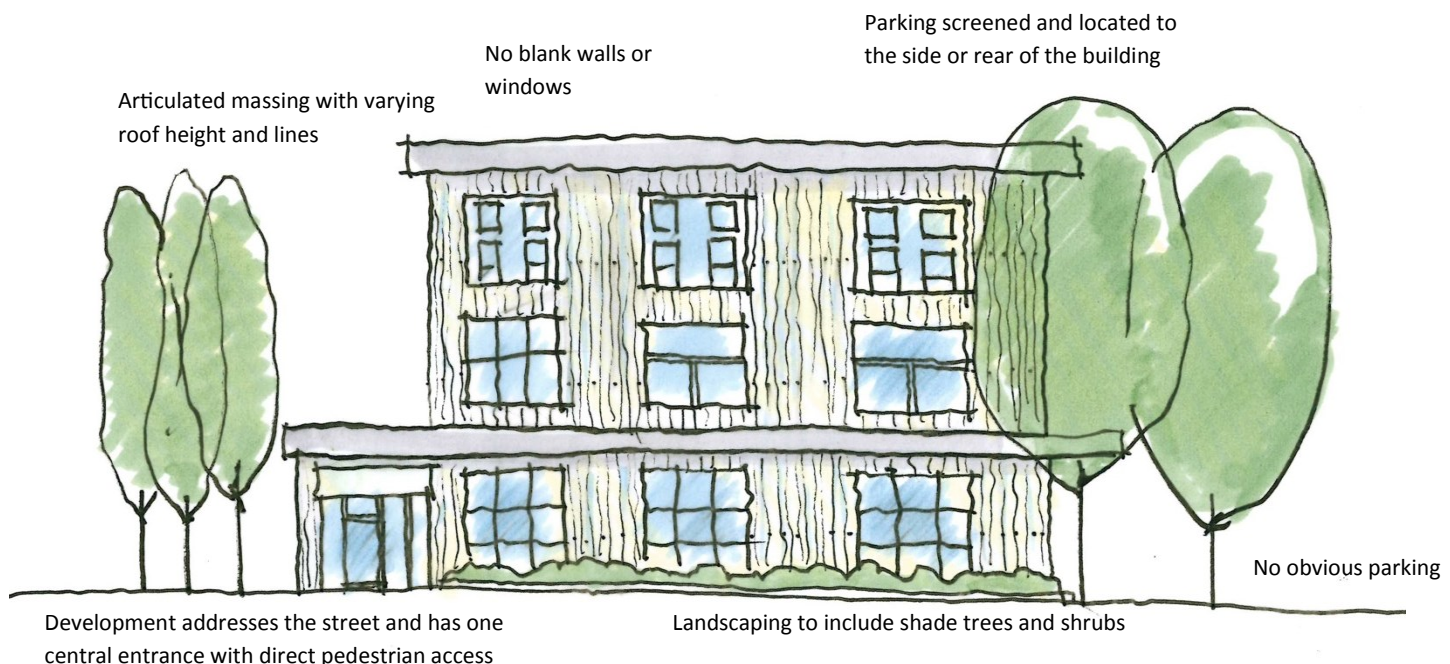 Parking screened and located to
the side or rear of the building
No blank walls or
windows
Articulated massing with varying
roof height and lines
No obvious parking
Development addresses the street and has one
central entrance with direct pedestrian access
Landscaping to include shade trees and shrubs